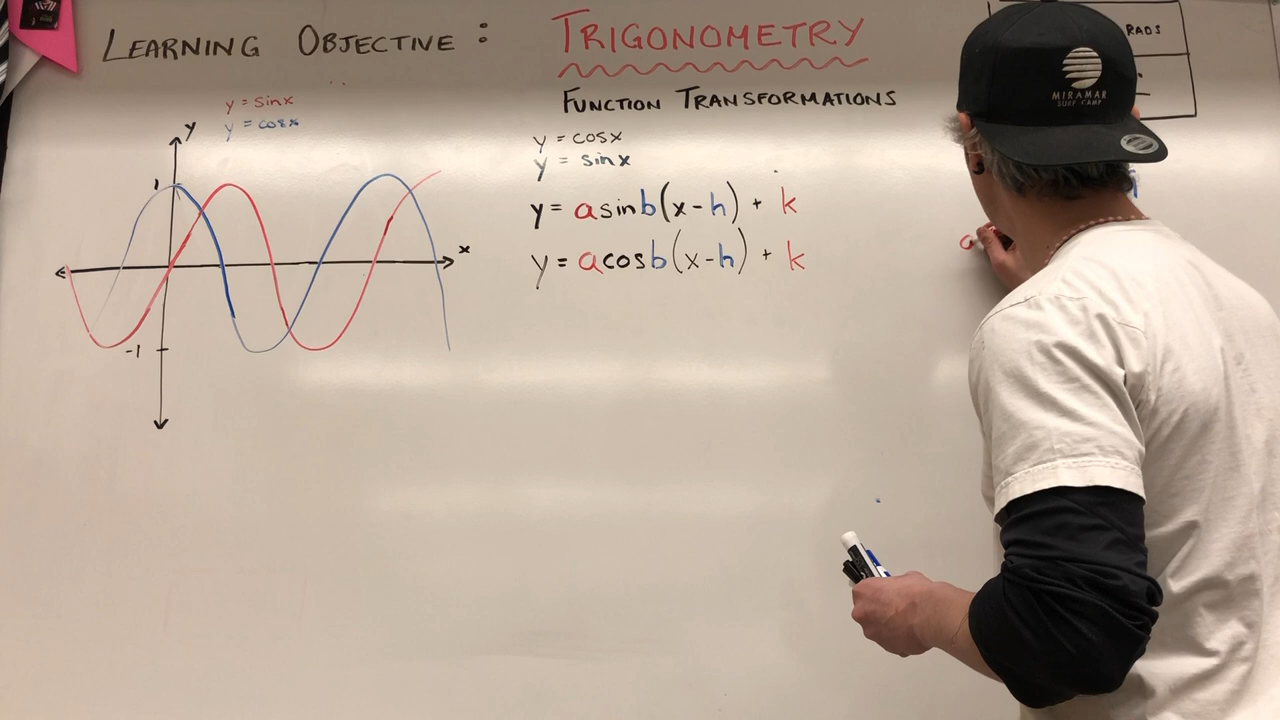 LEARNING OBJECTIVE : TRIGONOMETRY
FUNCTION TRANSFORMATIONS
y = sinx
y = cosx
y
1
x
-1
y = cosx
y = sinx
y = asinb(x-h) + k
y = acosb(x-h) + k
RADS
MIRAMAR
SURF CAMP
a